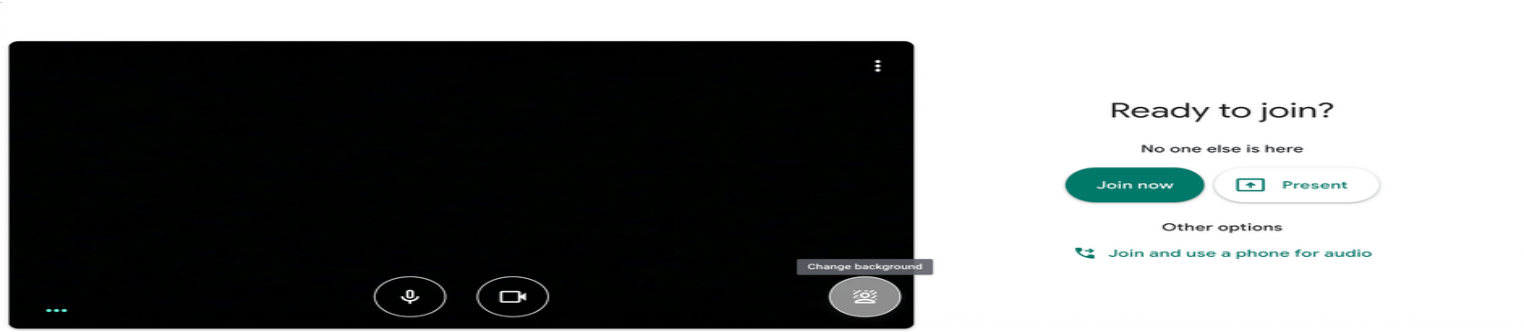 Ready to join?
No one else is here
Join now
Present
Other options
Join and use a phone for audio
Change background